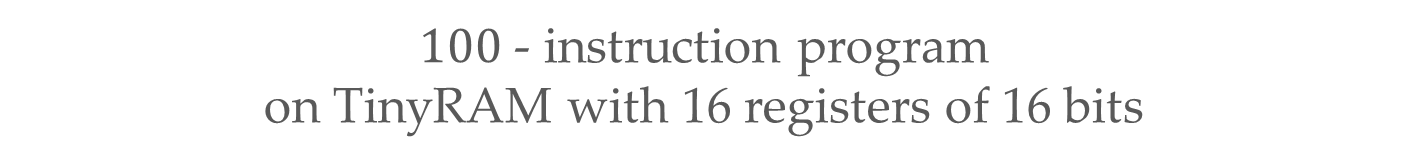 100 - instruction program
on TinyRAM with 16 registers of 16 bits